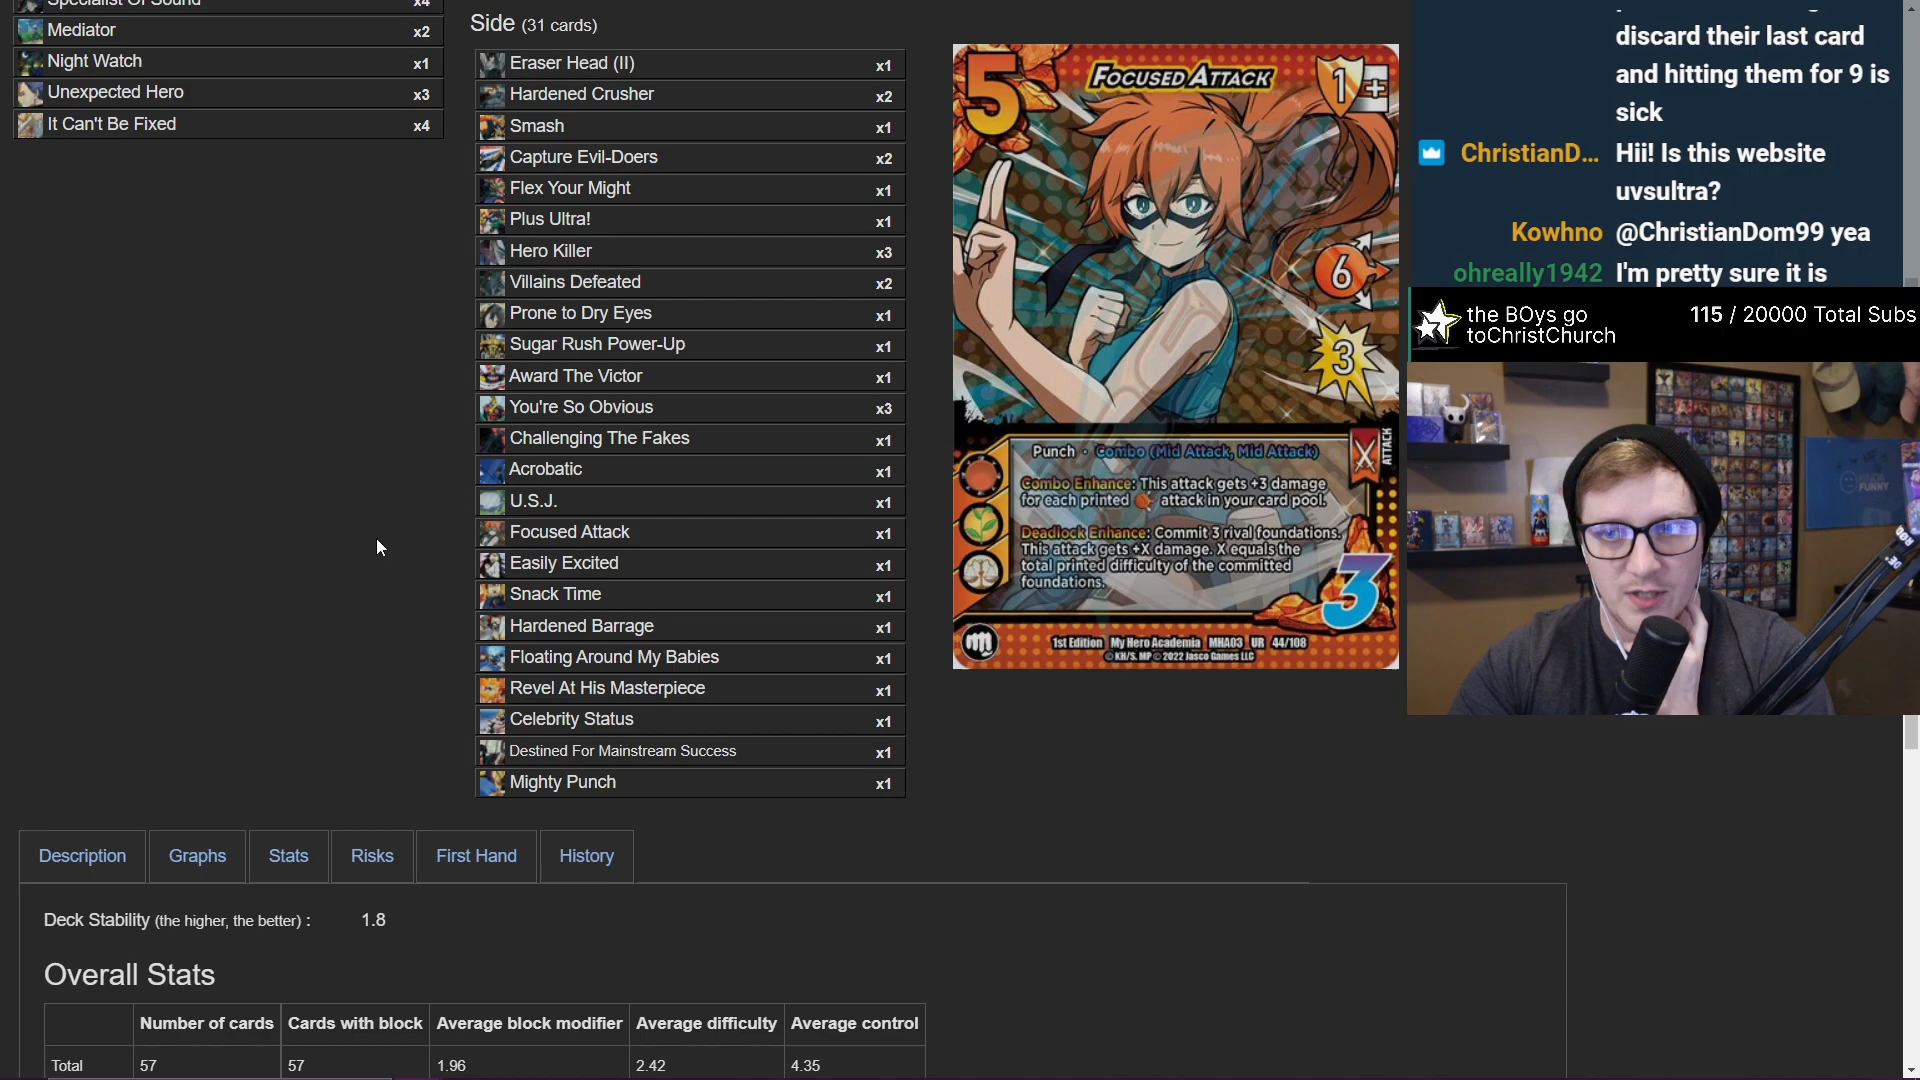 Specialist Of Sound x4
Mediator x2
Night Watch x1
Unexpected Hero x3
It Can't Be Fixed x4
Side (31 cards)
Eraser Head (II) x1
Hardened Crusher x2
Smash x1
Capture Evil-Doers x2
Flex Your Might x1
Plus Ultra! x1
Hero Killer x3
Villains Defeated x2
Prone to Dry Eyes x1
Sugar Rush Power-Up x1
Award The Victor x1
You're So Obvious x3
Challenging The Fakes x1
Acrobatic x1
U.S.J. x1
Focused Attack x1
Easily Excited x1
Snack Time x1
Hardened Barrage x1
Floating Around My Babies x1
Revel At His Masterpiece x1
Celebrity Status x1
Destined For Mainstream Success x1
Mighty Punch x1
5
FOCUSED ATTACK
1+
6
3
ATTACK
Punch · Combo (Mid Attack, Mid Attack)
Combo Enhance: This attack gets +3 damage
for each printed attack in your card pool.
Deadlock Enhance: Commit 3 rival foundations.
This attack gets +X damage. X equals the
total printed difficulty of the committed
foundations.
3
1st Edition My Hero Academia MHA03 UR 44/108
©KH/S. MP ©2022 Jasco Games LLC
discard their last card
and hitting them for 9 is
sick
ChristianD... Hii! Is this website
uvsultra?
Kowhno @ChristianDom99 yea
ohreally1942 I'm pretty sure it is
the BOys go
toChristChurch
115 / 20000 Total Subs
FUNNY
Description Graphs Stats Risks First Hand History
Deck Stability (the higher, the better) : 1.8
Overall Stats
Number of cards Cards with block Average block modifier Average difficulty Average control
Total 57 57 1.96 2.42 4.35